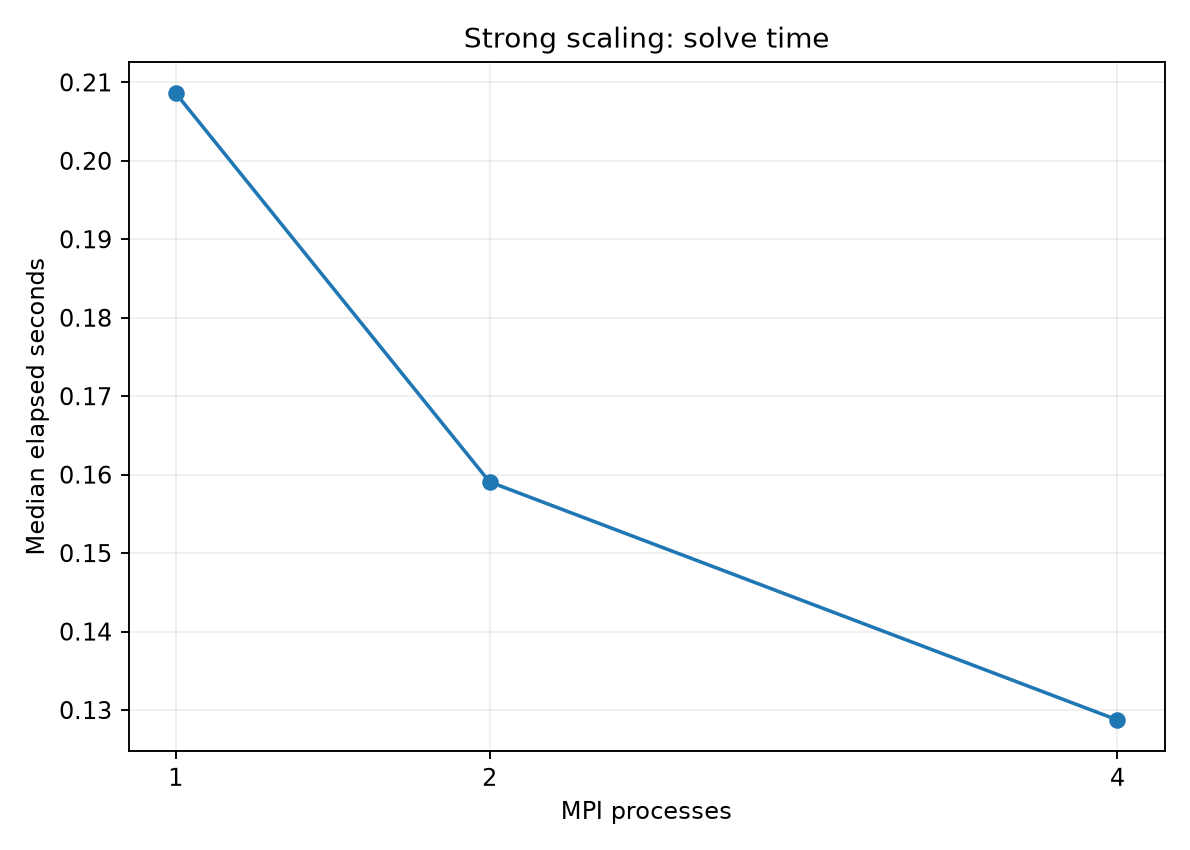 Strong scaling: solve time
Median elapsed seconds
0.21
0.20
0.19
0.18
0.17
0.16
0.15
0.14
0.13
1 2 4
MPI processes